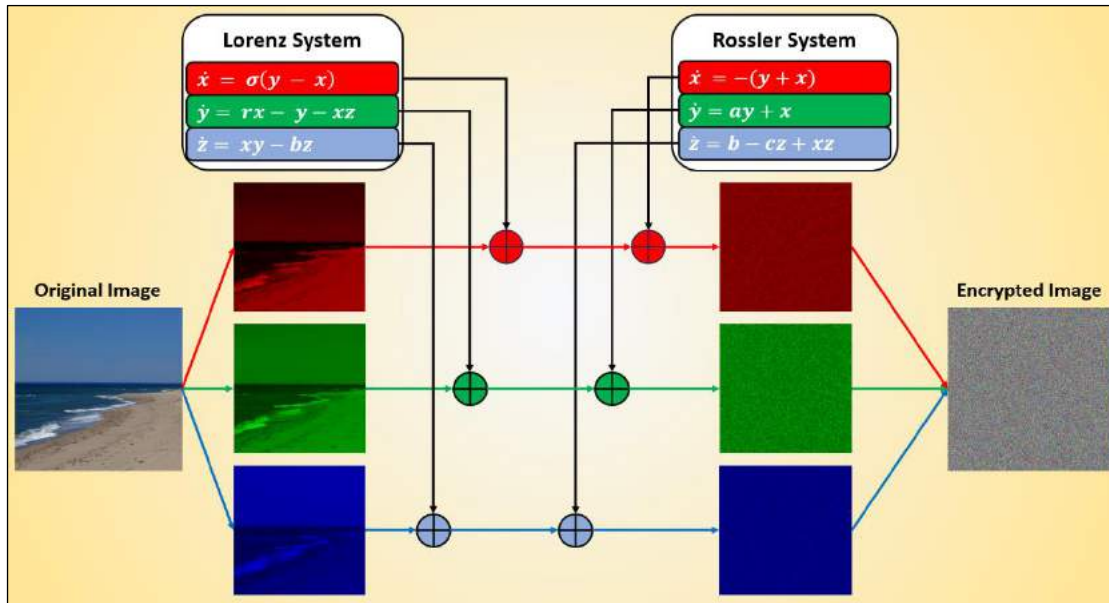 Lorenz System
ẋ = σ(y − x)
ẏ = rx − y − xz
ż = xy − bz
Rossler System
ẋ = −(y + x)
ẏ = ay + x
ż = b − cz + xz
Original Image
Encrypted Image